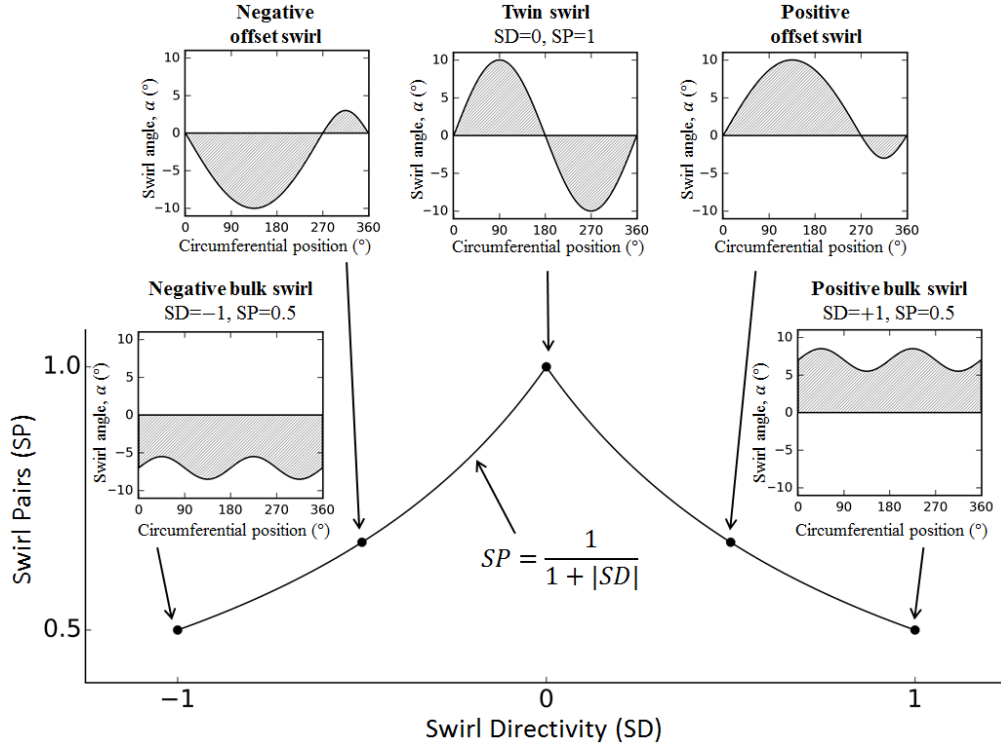 Negative
offset swirl
10
5
0
−5
−10
Swirl angle, α (°)
0 90 180 270 360
Circumferential position (°)
Twin swirl
SD=0, SP=1
10
5
0
−5
−10
Swirl angle, α (°)
0 90 180 270 360
Circumferential position (°)
Positive
offset swirl
10
5
0
−5
−10
Swirl angle, α (°)
0 90 180 270 360
Circumferential position (°)
Negative bulk swirl
SD=−1, SP=0.5
10
5
0
−5
−10
Swirl angle, α (°)
0 90 180 270 360
Circumferential position (°)
Positive bulk swirl
SD=+1, SP=0.5
10
5
0
−5
−10
Swirl angle, α (°)
0 90 180 270 360
Circumferential position (°)
Swirl Pairs (SP)
1.0
0.5
SP = 1 / (1 + |SD|)
−1 0 1
Swirl Directivity (SD)